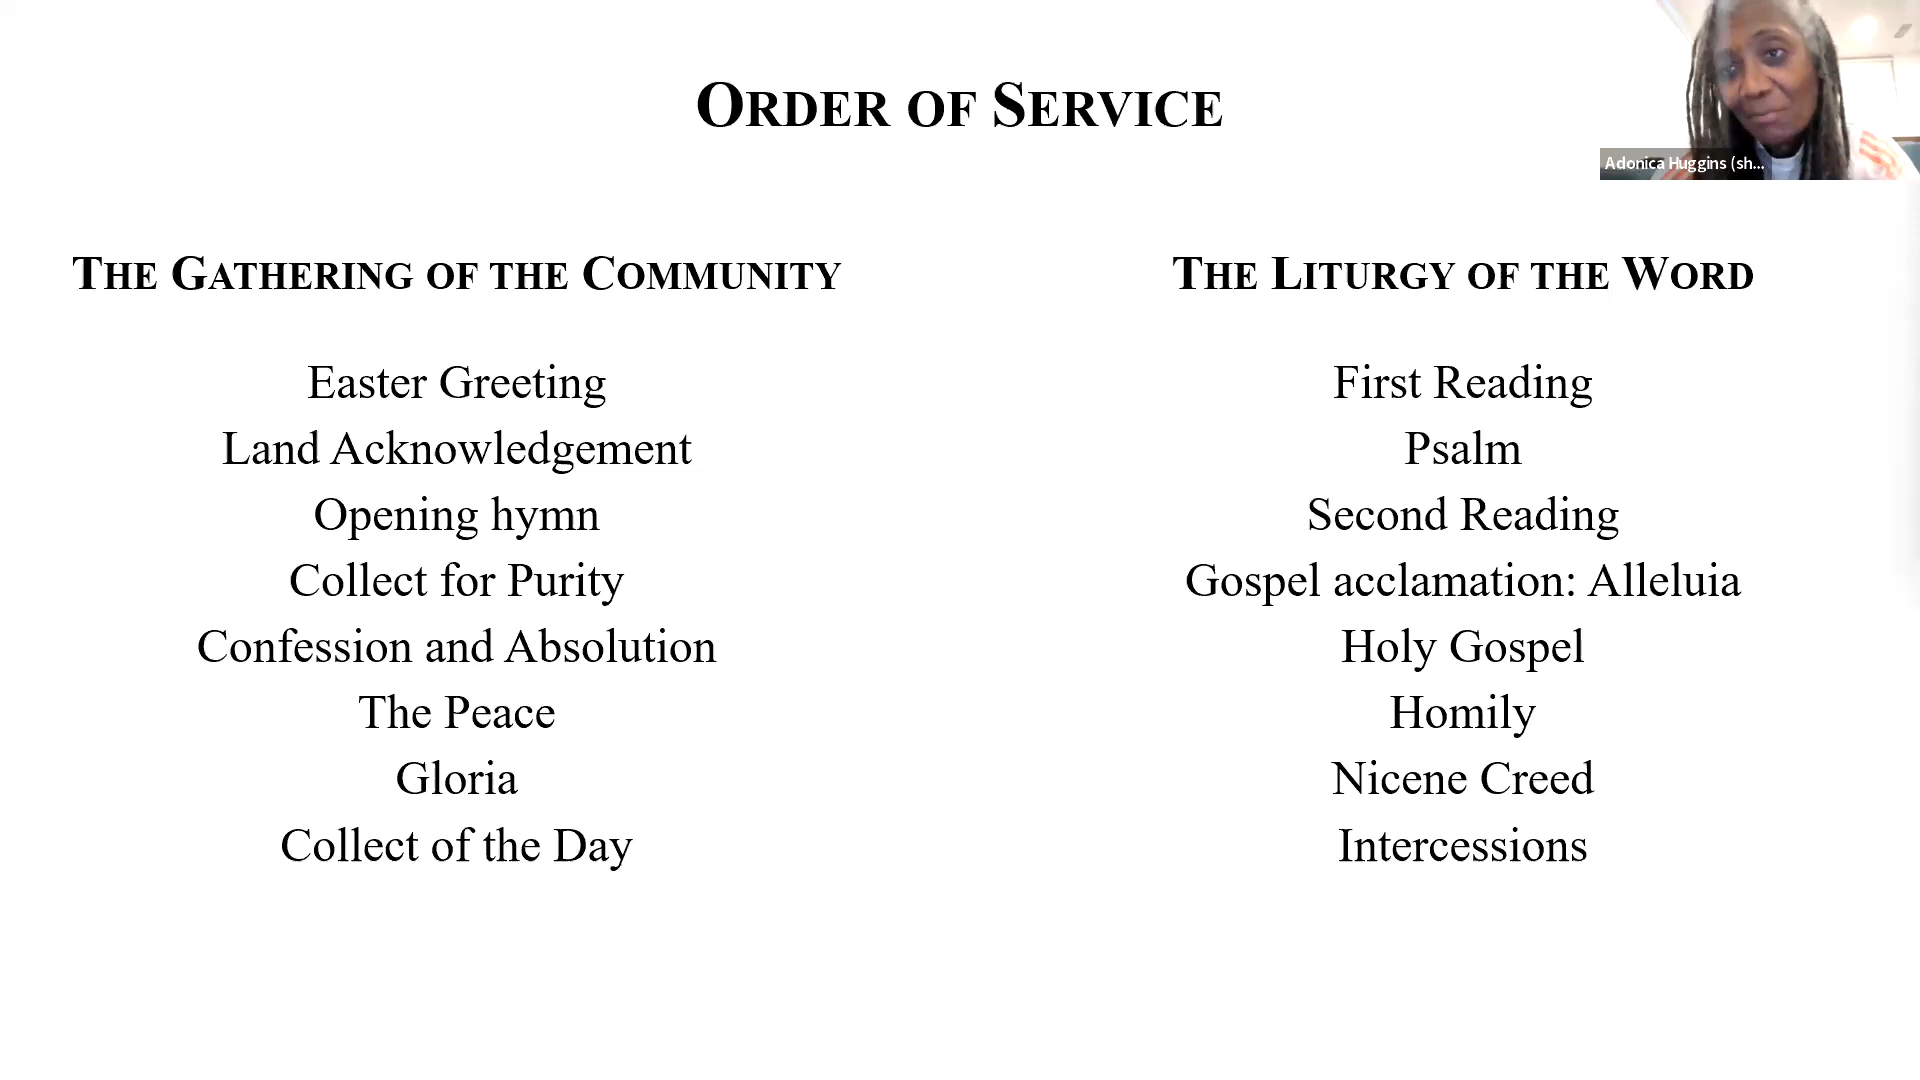 ORDER OF SERVICE
Adonica Huggins (sh...
THE GATHERING OF THE COMMUNITY
Easter Greeting
Land Acknowledgement
Opening hymn
Collect for Purity
Confession and Absolution
The Peace
Gloria
Collect of the Day
THE LITURGY OF THE WORD
First Reading
Psalm
Second Reading
Gospel acclamation: Alleluia
Holy Gospel
Homily
Nicene Creed
Intercessions